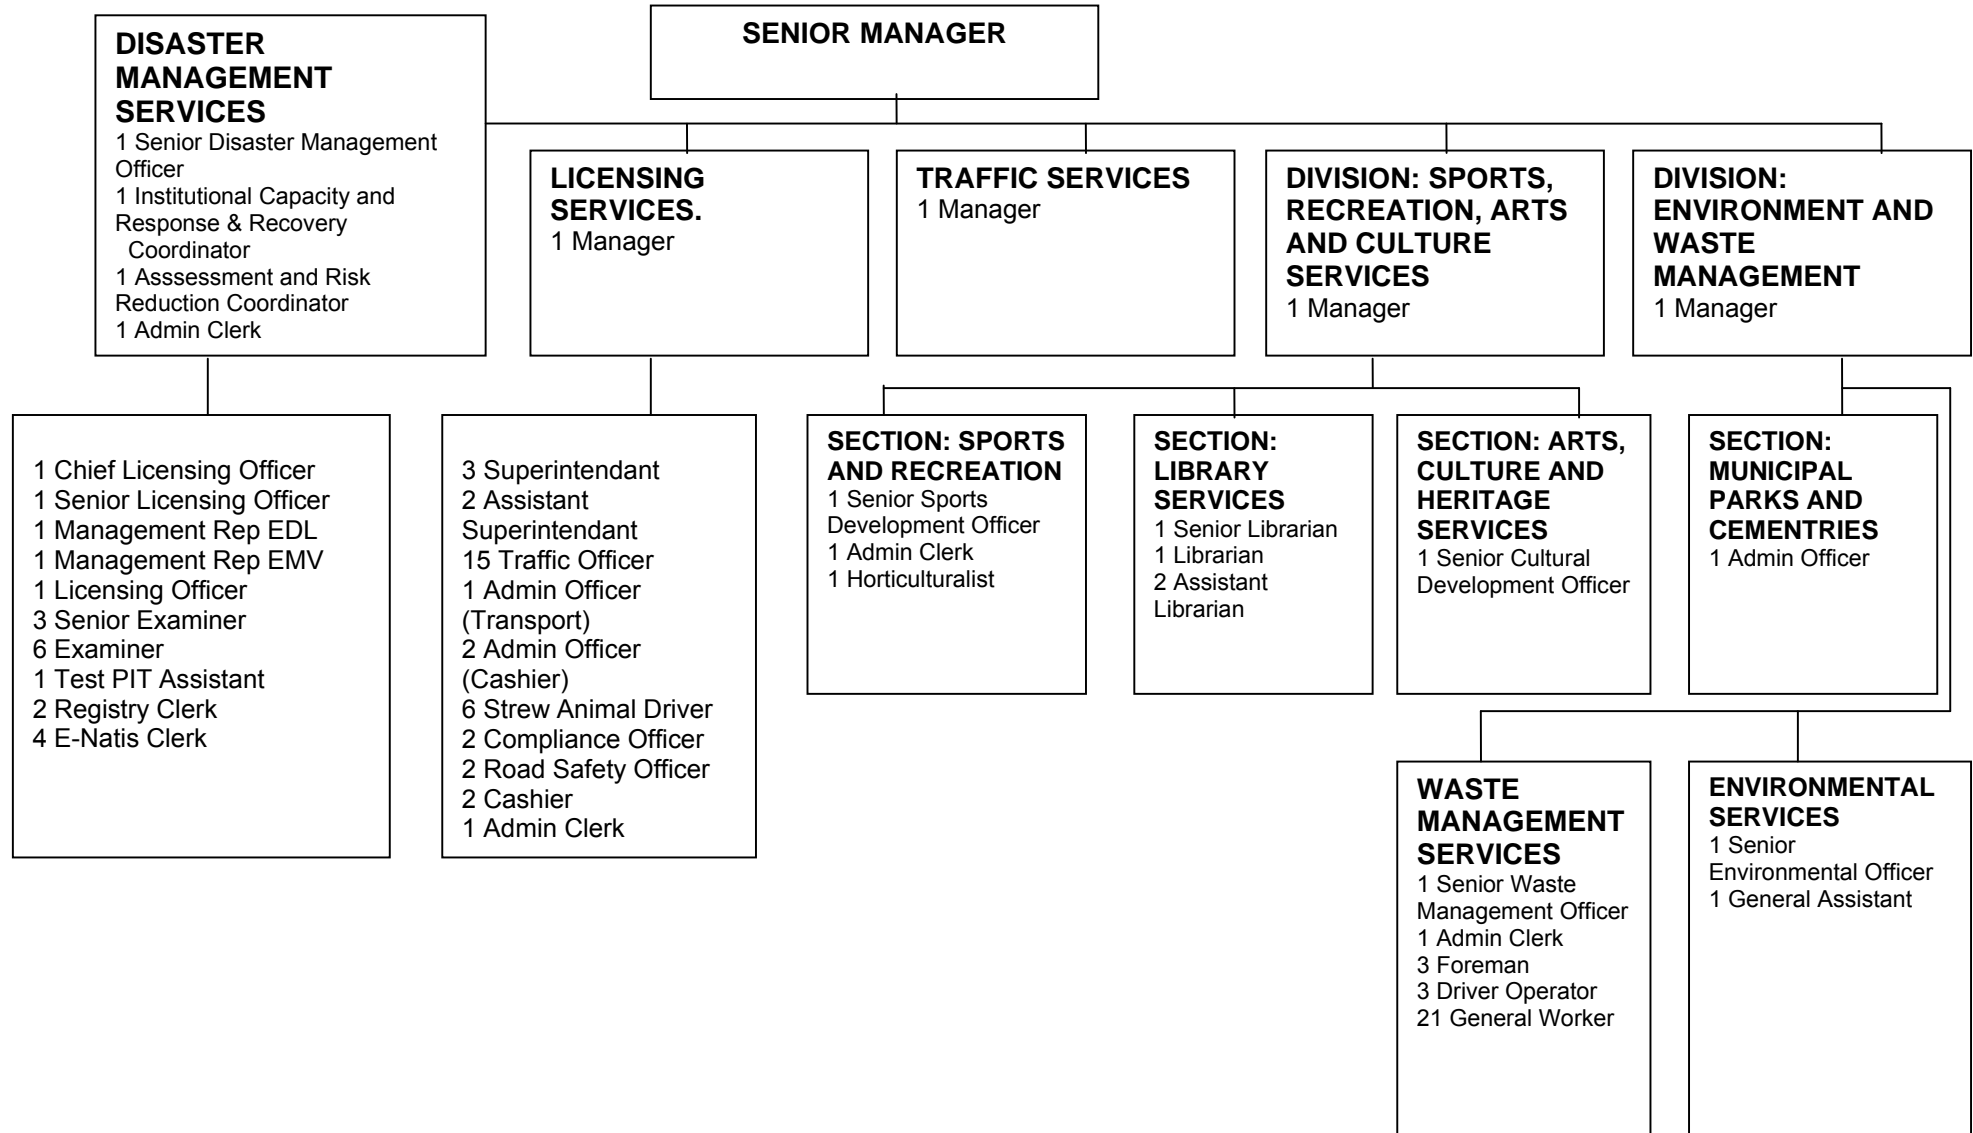 SENIOR MANAGER
DISASTER
MANAGEMENT
SERVICES
1 Senior Disaster Management
Officer
1 Institutional Capacity and
Response & Recovery
Coordinator
1 Asssessment and Risk
Reduction Coordinator
1 Admin Clerk
LICENSING
SERVICES.
1 Manager
TRAFFIC SERVICES
1 Manager
DIVISION: SPORTS,
RECREATION, ARTS
AND CULTURE
SERVICES
1 Manager
DIVISION:
ENVIRONMENT AND
WASTE
MANAGEMENT
1 Manager
1 Chief Licensing Officer
1 Senior Licensing Officer
1 Management Rep EDL
1 Management Rep EMV
1 Licensing Officer
3 Senior Examiner
6 Examiner
1 Test PIT Assistant
2 Registry Clerk
4 E-Natis Clerk
3 Superintendant
2 Assistant
Superintendant
15 Traffic Officer
1 Admin Officer
(Transport)
2 Admin Officer
(Cashier)
6 Strew Animal Driver
2 Compliance Officer
2 Road Safety Officer
2 Cashier
1 Admin Clerk
SECTION: SPORTS
AND RECREATION
1 Senior Sports
Development Officer
1 Admin Clerk
1 Horticulturalist
SECTION:
LIBRARY
SERVICES
1 Senior Librarian
1 Librarian
2 Assistant
Librarian
SECTION: ARTS,
CULTURE AND
HERITAGE
SERVICES
1 Senior Cultural
Development Officer
SECTION:
MUNICIPAL
PARKS AND
CEMENTRIES
1 Admin Officer
WASTE
MANAGEMENT
SERVICES
1 Senior Waste
Management Officer
1 Admin Clerk
3 Foreman
3 Driver Operator
21 General Worker
ENVIRONMENTAL
SERVICES
1 Senior
Environmental Officer
1 General Assistant